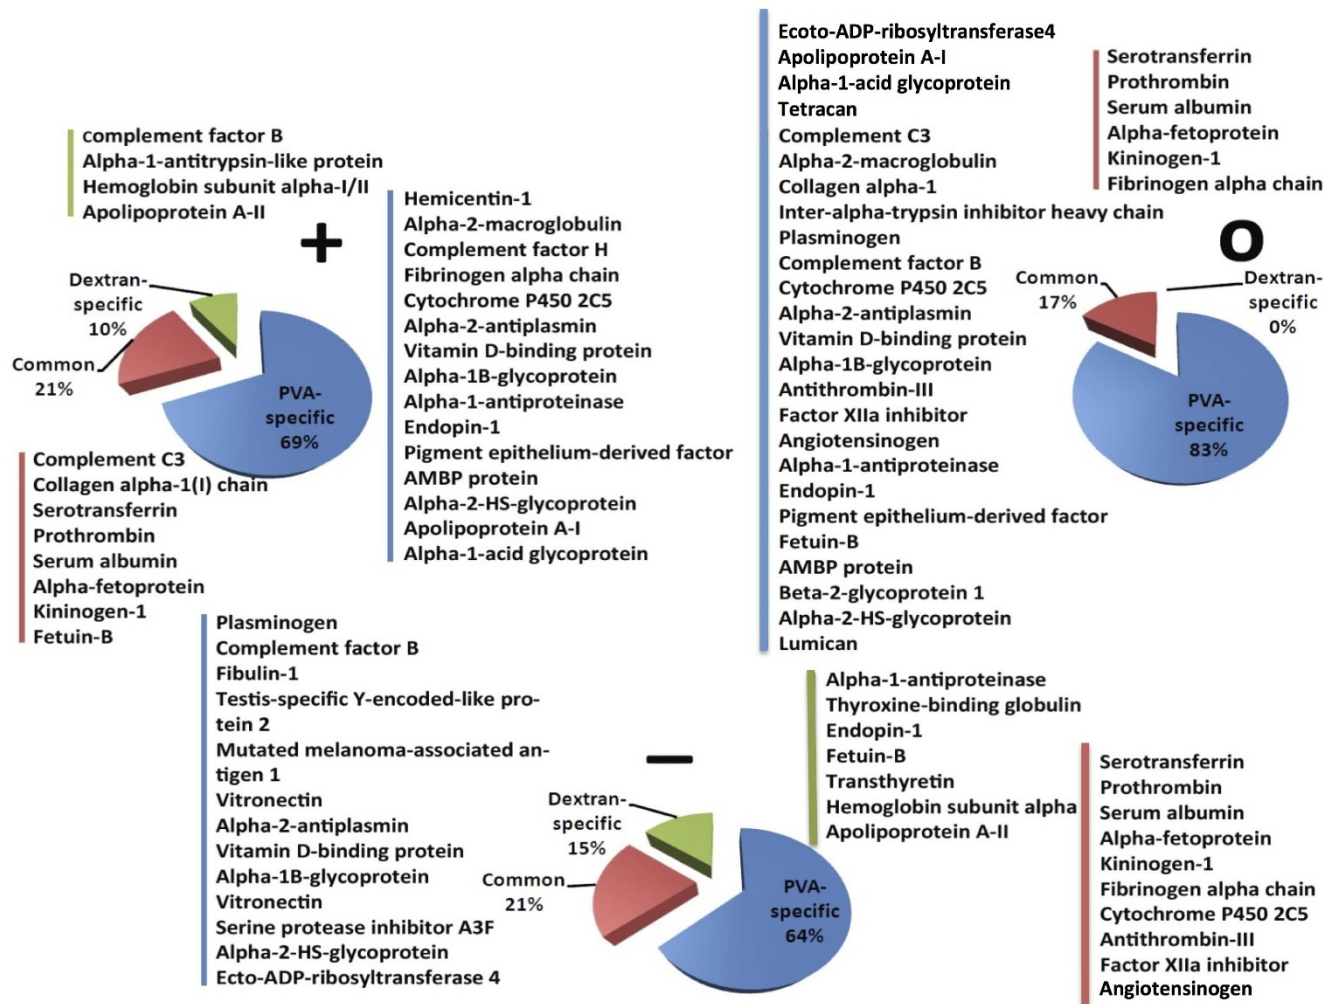 complement factor B
Alpha-1-antitrypsin-like protein
Hemoglobin subunit alpha-I/II
Apolipoprotein A-II
+
Dextran-
specific
10%
Common
21%
PVA-
specific
69%
Hemicentin-1
Alpha-2-macroglobulin
Complement factor H
Fibrinogen alpha chain
Cytochrome P450 2C5
Alpha-2-antiplasmin
Vitamin D-binding protein
Alpha-1B-glycoprotein
Alpha-1-antiproteinase
Endopin-1
Pigment epithelium-derived factor
AMBP protein
Alpha-2-HS-glycoprotein
Apolipoprotein A-I
Alpha-1-acid glycoprotein
Complement C3
Collagen alpha-1(I) chain
Serotransferrin
Prothrombin
Serum albumin
Alpha-fetoprotein
Kininogen-1
Fetuin-B
Ecoto-ADP-ribosyltransferase4
Apolipoprotein A-I
Alpha-1-acid glycoprotein
Tetracan
Complement C3
Alpha-2-macroglobulin
Collagen alpha-1
Inter-alpha-trypsin inhibitor heavy chain
Plasminogen
Complement factor B
Cytochrome P450 2C5
Alpha-2-antiplasmin
Vitamin D-binding protein
Alpha-1B-glycoprotein
Antithrombin-III
Factor XIIa inhibitor
Angiotensinogen
Alpha-1-antiproteinase
Endopin-1
Pigment epithelium-derived factor
Fetuin-B
AMBP protein
Beta-2-glycoprotein 1
Alpha-2-HS-glycoprotein
Lumican
Serotransferrin
Prothrombin
Serum albumin
Alpha-fetoprotein
Kininogen-1
Fibrinogen alpha chain
O
Common
17%
Dextran-
specific
0%
PVA-
specific
83%
Plasminogen
Complement factor B
Fibulin-1
Testis-specific Y-encoded-like pro-
tein 2
Mutated melanoma-associated an-
tigen 1
Vitronectin
Alpha-2-antiplasmin
Vitamin D-binding protein
Alpha-1B-glycoprotein
Vitronectin
Serine protease inhibitor A3F
Alpha-2-HS-glycoprotein
Ecto-ADP-ribosyltransferase 4
−
Dextran-
specific
15%
Common
21%
PVA-
specific
64%
Alpha-1-antiproteinase
Thyroxine-binding globulin
Endopin-1
Fetuin-B
Transthyretin
Hemoglobin subunit alpha
Apolipoprotein A-II
Serotransferrin
Prothrombin
Serum albumin
Alpha-fetoprotein
Kininogen-1
Fibrinogen alpha chain
Cytochrome P450 2C5
Antithrombin-III
Factor XIIa inhibitor
Angiotensinogen